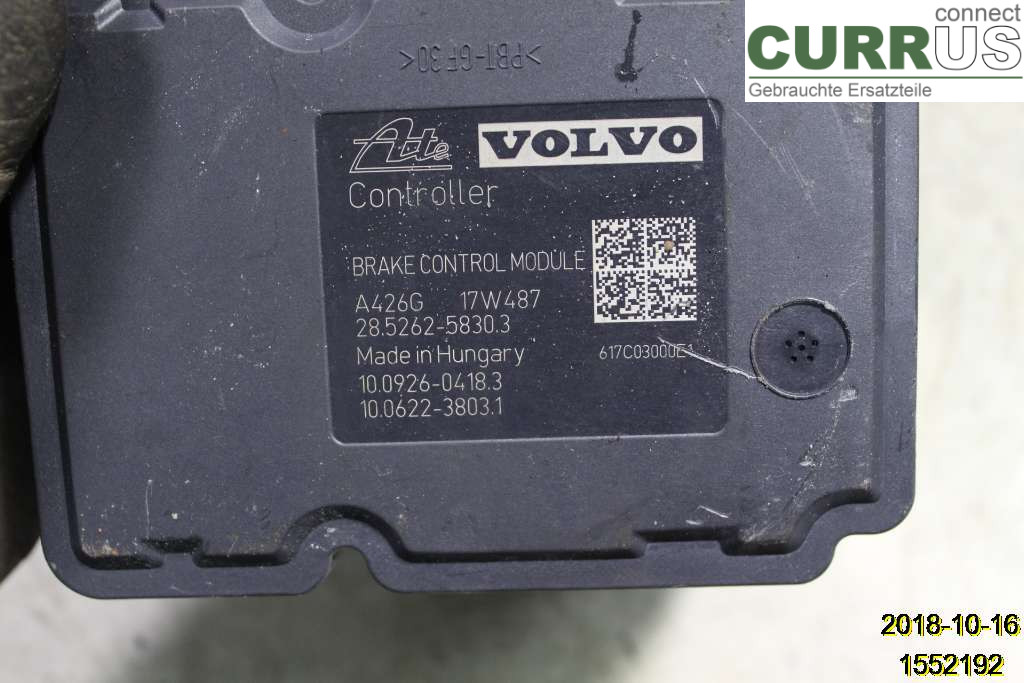 connect
CURRUS
Gebrauchte Ersatzteile
>PBT-GF30<
Ate VOLVO
Controller
BRAKE CONTROL MODULE
A426G 17W487
28.5262-5830.3
Made in Hungary 617C03000E1
10.0926-0418.3
10.0622-3803.1
2018-10-16
1552192